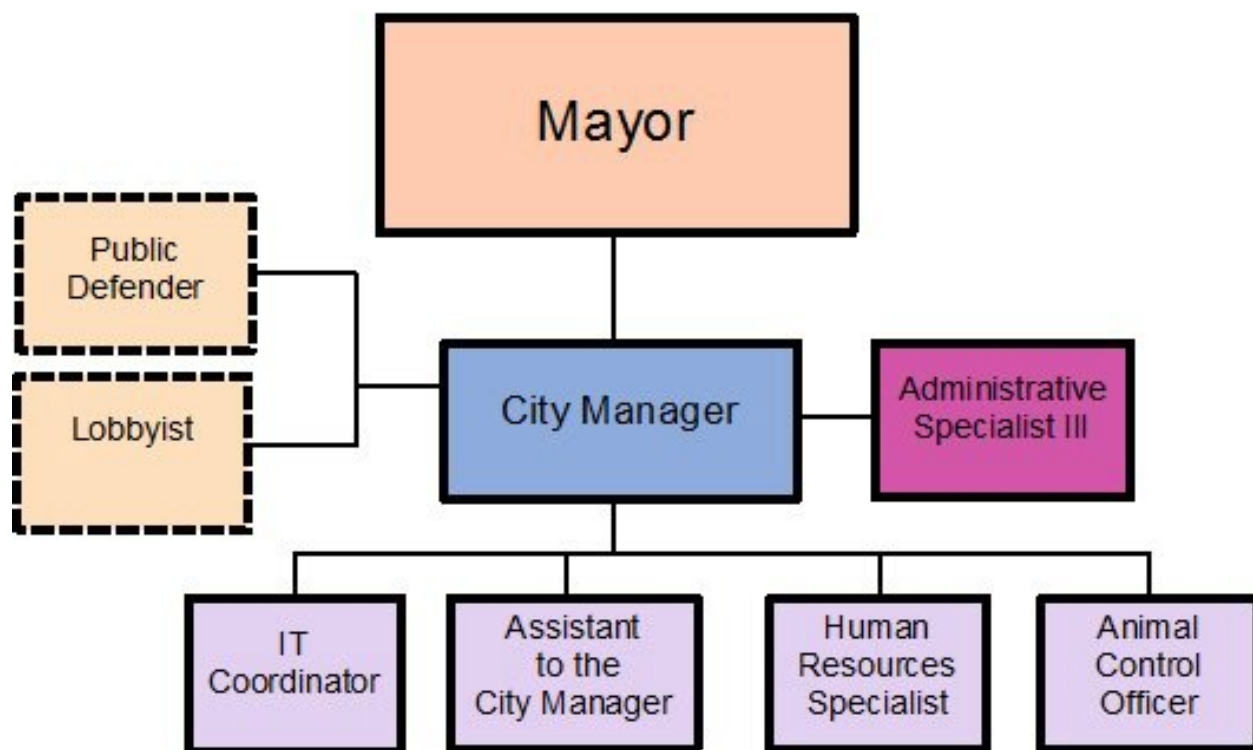 Mayor
Public
Defender
Lobbyist
City Manager
Administrative
Specialist III
IT
Coordinator
Assistant
to the
City Manager
Human
Resources
Specialist
Animal
Control
Officer